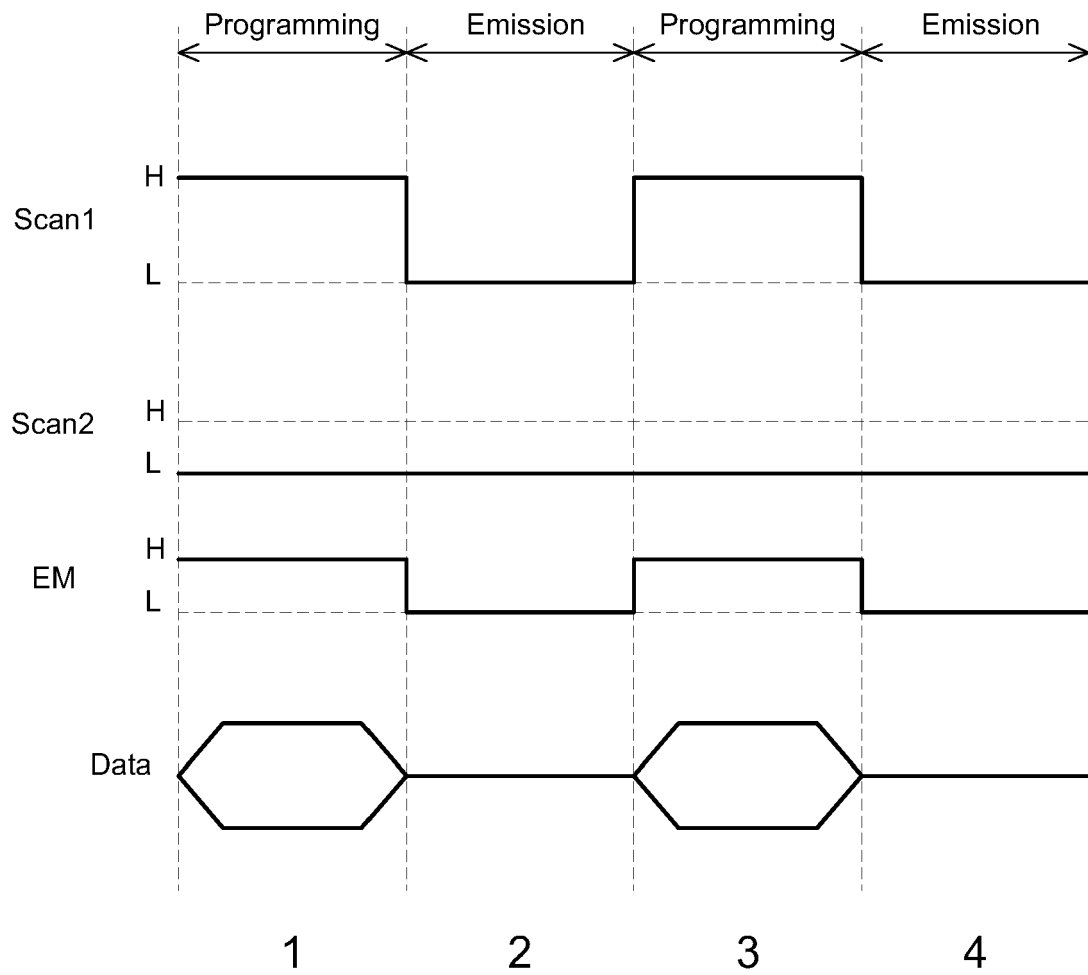 Programming Emission Programming Emission
H
Scan1
L
H
Scan2
L
H
EM
L
Data
1 2 3 4